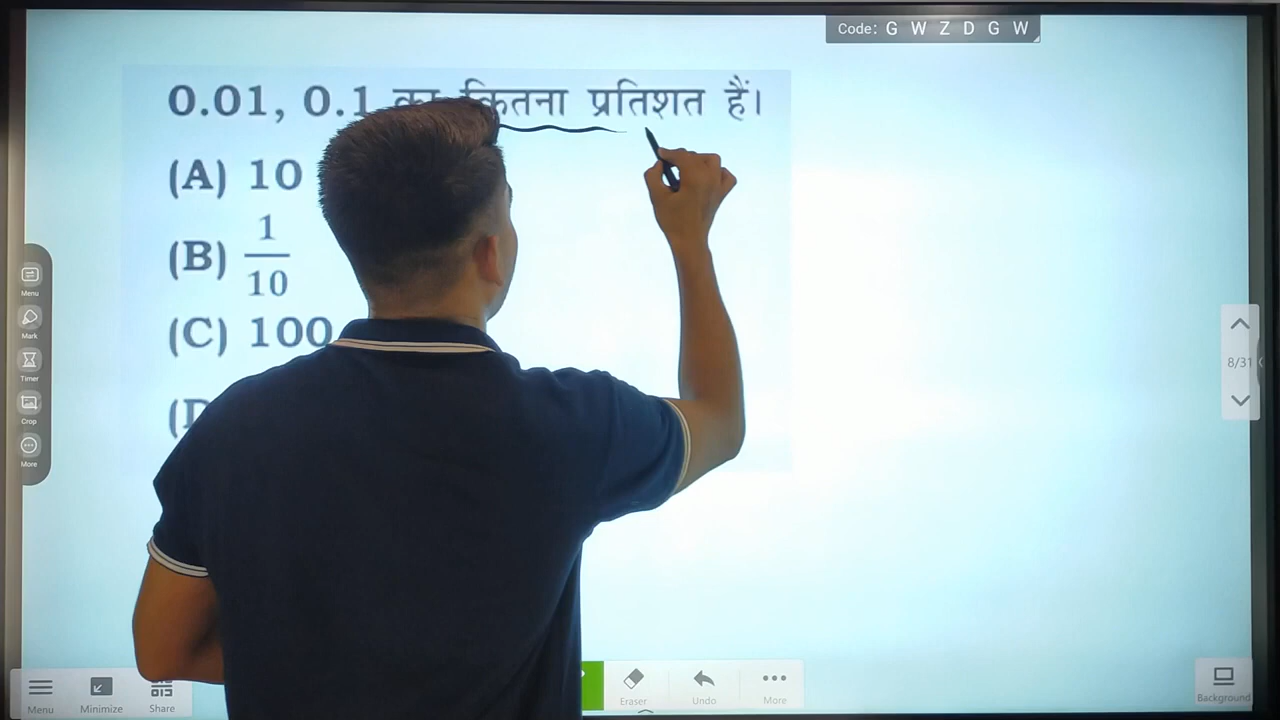 Code: G W Z D G W
0.01, 0.1 का कितना प्रतिशत हैं।
(A) 10
(B) 1/10
(C) 100
(D
Menu
Mark
Timer
Crop
More
8/31
Menu Minimize Share Eraser Undo More Background